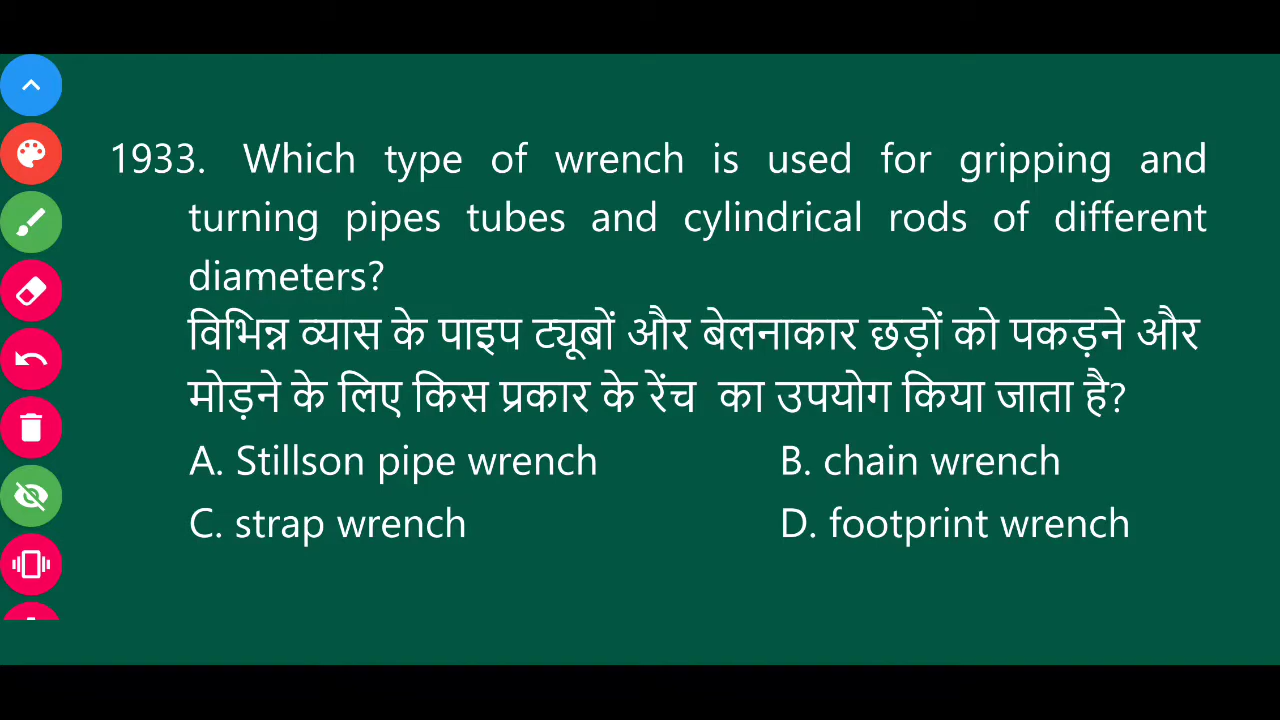 1933. Which type of wrench is used for gripping and
turning pipes tubes and cylindrical rods of different
diameters?
विभिन्न व्यास के पाइप ट्यूबों और बेलनाकार छड़ों को पकड़ने और
मोड़ने के लिए किस प्रकार के रेंच का उपयोग किया जाता है?
A. Stillson pipe wrench B. chain wrench
C. strap wrench D. footprint wrench